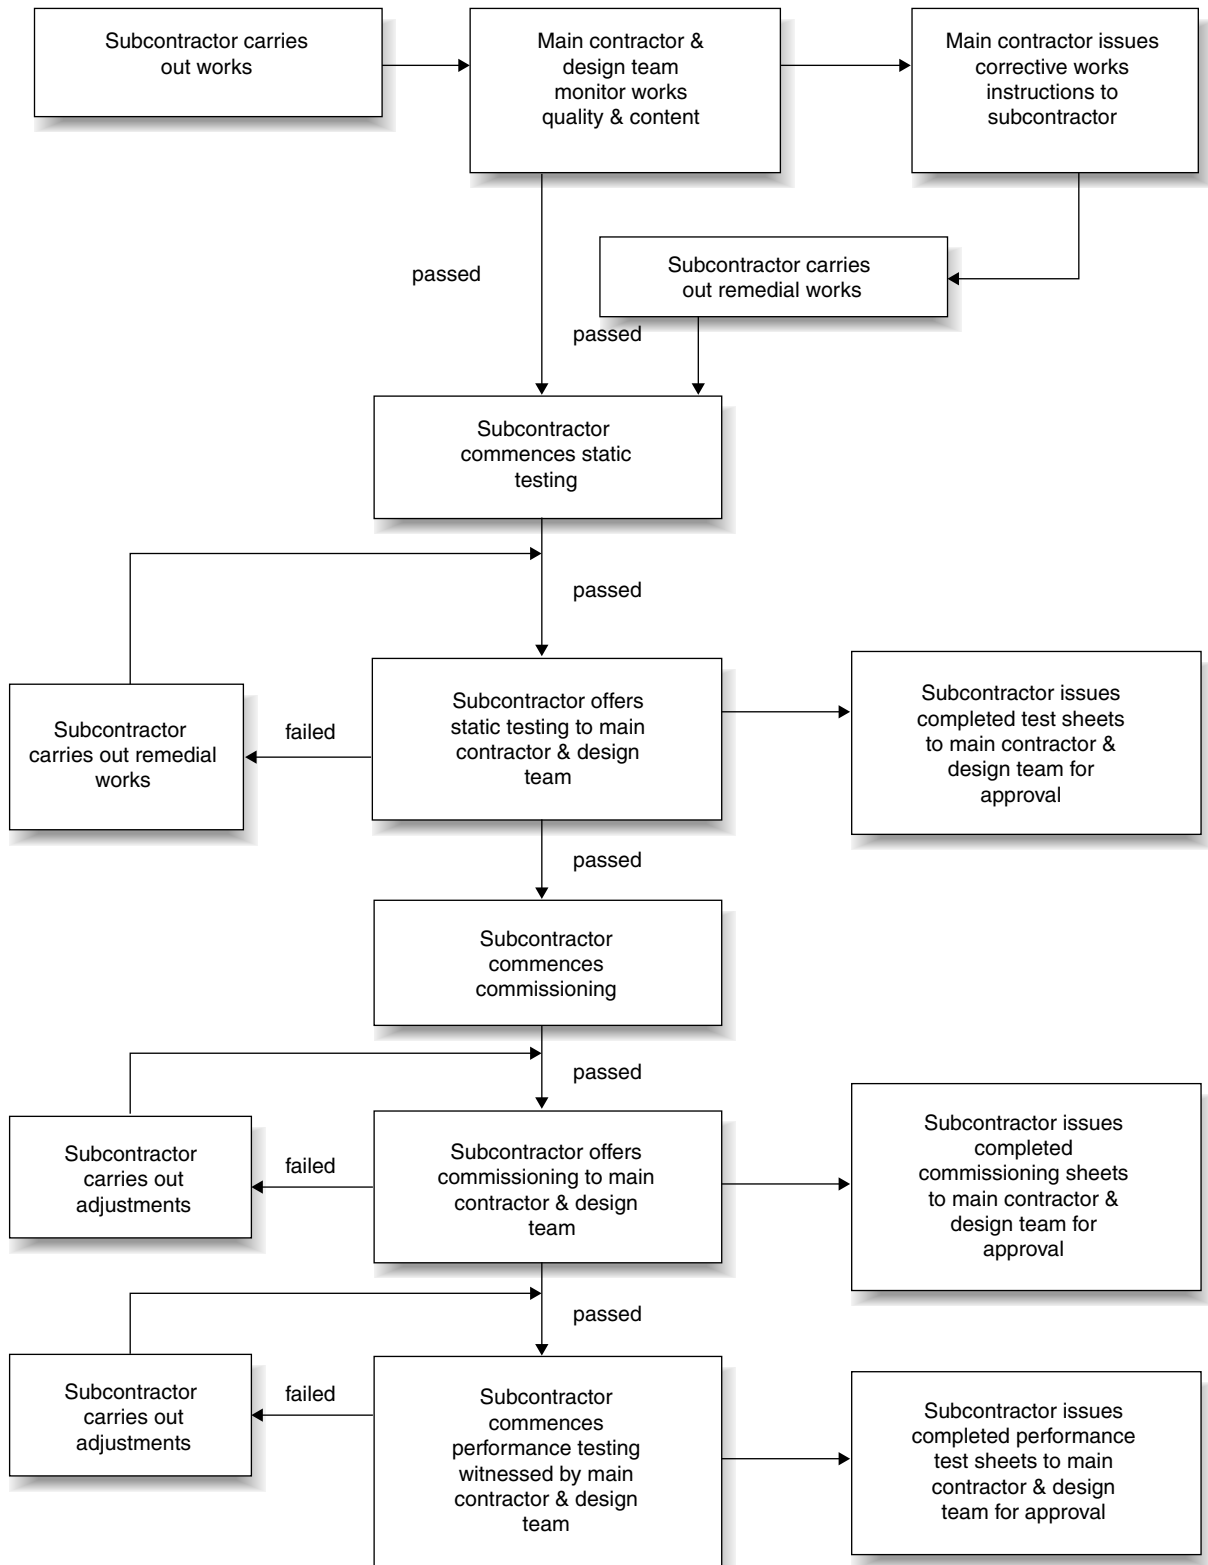 Subcontractor carries
out works
Main contractor &
design team
monitor works
quality & content
Main contractor issues
corrective works
instructions to
subcontractor
passed
Subcontractor carries
out remedial works
passed
Subcontractor
commences static
testing
passed
Subcontractor
carries out remedial
works
failed
Subcontractor offers
static testing to main
contractor & design
team
Subcontractor issues
completed test sheets
to main contractor &
design team for
approval
passed
Subcontractor
commences
commissioning
passed
Subcontractor
carries out
adjustments
failed
Subcontractor offers
commissioning to main
contractor & design
team
Subcontractor issues
completed
commissioning sheets
to main contractor &
design team for
approval
passed
Subcontractor
carries out
adjustments
failed
Subcontractor
commences
performance testing
witnessed by main
contractor & design
team
Subcontractor issues
completed performance
test sheets to main
contractor & design
team for approval